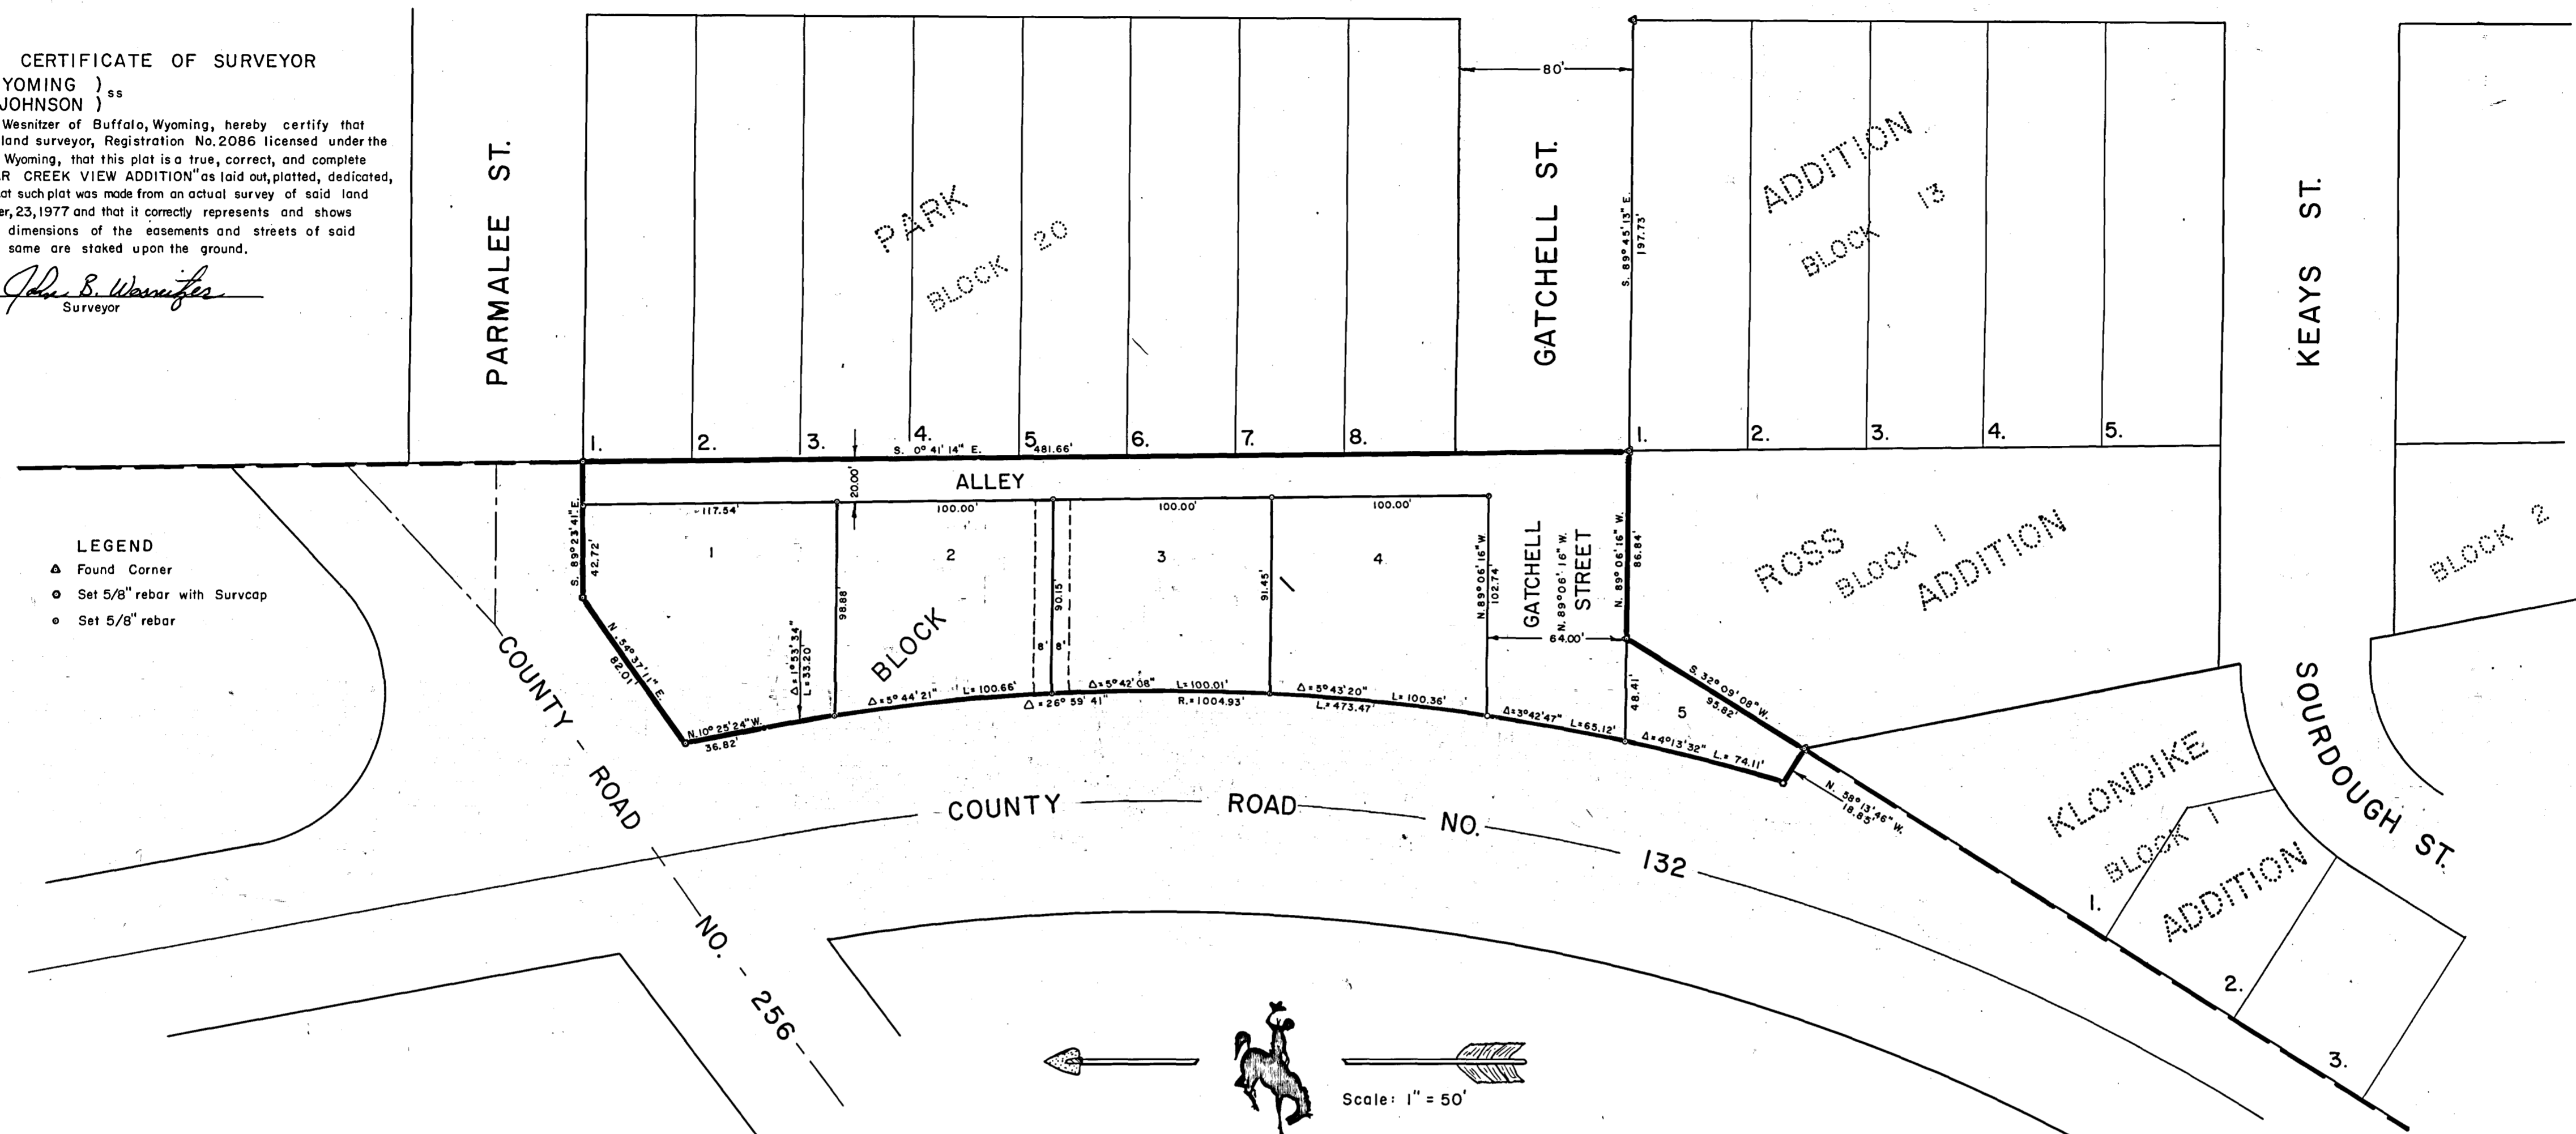 CERTIFICATE OF SURVEYOR
YOMING )
JOHNSON ) ss
Wesnitzer of Buffalo, Wyoming, hereby certify that
land surveyor, Registration No. 2086 licensed under the
Wyoming, that this plat is a true, correct, and complete
R CREEK VIEW ADDITION" as laid out, platted, dedicated,
at such plat was made from an actual survey of said land
er, 23, 1977 and that it correctly represents and shows
dimensions of the easements and streets of said
same are staked upon the ground.
John B. Wesnitzer
Surveyor
LEGEND
Found Corner
Set 5/8" rebar with Survcap
Set 5/8" rebar
PARMALEE ST.
PARK
BLOCK 20
80'
GATCHELL ST.
S. 89° 45' 13" E.
197.73'
ADDITION
BLOCK 13
KEAYS ST.
1. 2. 3. 4. 5. 6. 7. 8.
1. 2. 3. 4. 5.
S. 0° 41' 14" E. 481.66'
ALLEY
20.00'
117.54' 100.00' 100.00' 100.00'
S. 89° 23' 41" E.
42.72'
N. 54° 37' 11" E.
82.01'
N. 10° 25' 24" W.
36.82'
1 2 3 4 5
BLOCK
Δ = 1° 53' 34"
L = 33.20'
98.88'
90.15'
8' 8'
91.45'
N. 89° 06' 16" W.
102.74'
GATCHELL
N. 89° 06' 16" W.
STREET
64.00'
N. 89° 06' 16" W.
86.84'
48.41'
Δ = 5° 44' 21" L = 100.66'
Δ = 5° 42' 08" L = 100.01'
Δ = 5° 43' 20" L = 100.36'
Δ = 26° 59' 41" R. = 1004.93' L. = 473.47'
Δ = 3° 42' 47" L = 65.12'
Δ = 4° 13' 32" L. = 74.11'
S. 32° 09' 08" W.
95.82'
N. 58° 13' 46" W.
18.85'
ROSS
BLOCK 1
ADDITION
BLOCK 2
KLONDIKE
BLOCK 1
ADDITION
1.
2.
3.
SOURDOUGH ST.
COUNTY - ROAD NO. - 256
COUNTY ROAD NO. 132
Scale: 1" = 50'